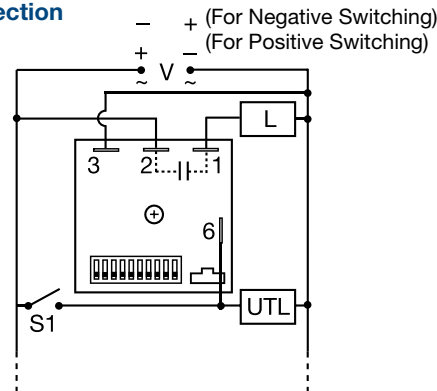 ection
– + (For Negative Switching)
+ – (For Positive Switching)
V
~ ~
L
3 2 1
6
UTL
S1